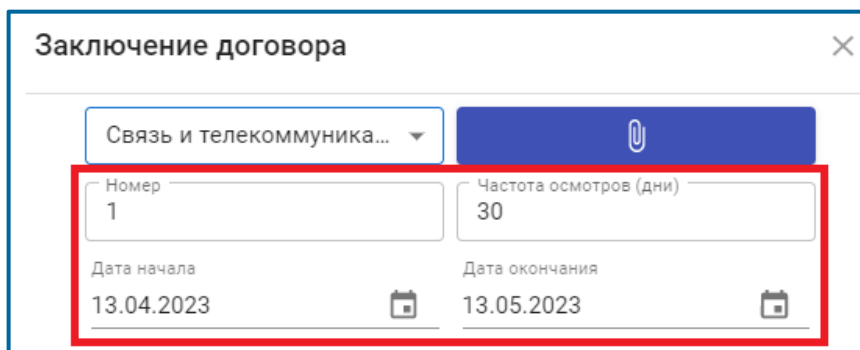 Заключение договора
Связь и телекоммуника...
Номер
Частота осмотров (дни)
1
30
Дата начала
Дата окончания
13.04.2023
13.05.2023